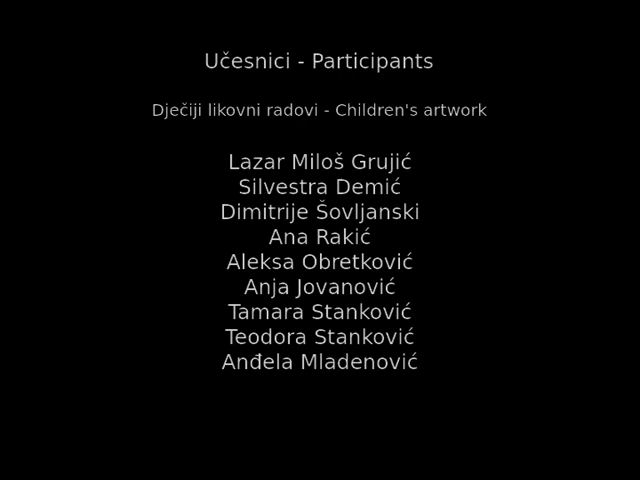 Učesnici - Participants
Dječiji likovni radovi - Children's artwork
Lazar Miloš Grujić
Silvestra Demić
Dimitrije Šovljanski
Ana Rakić
Aleksa Obretković
Anja Jovanović
Tamara Stanković
Teodora Stanković
Anđela Mladenović